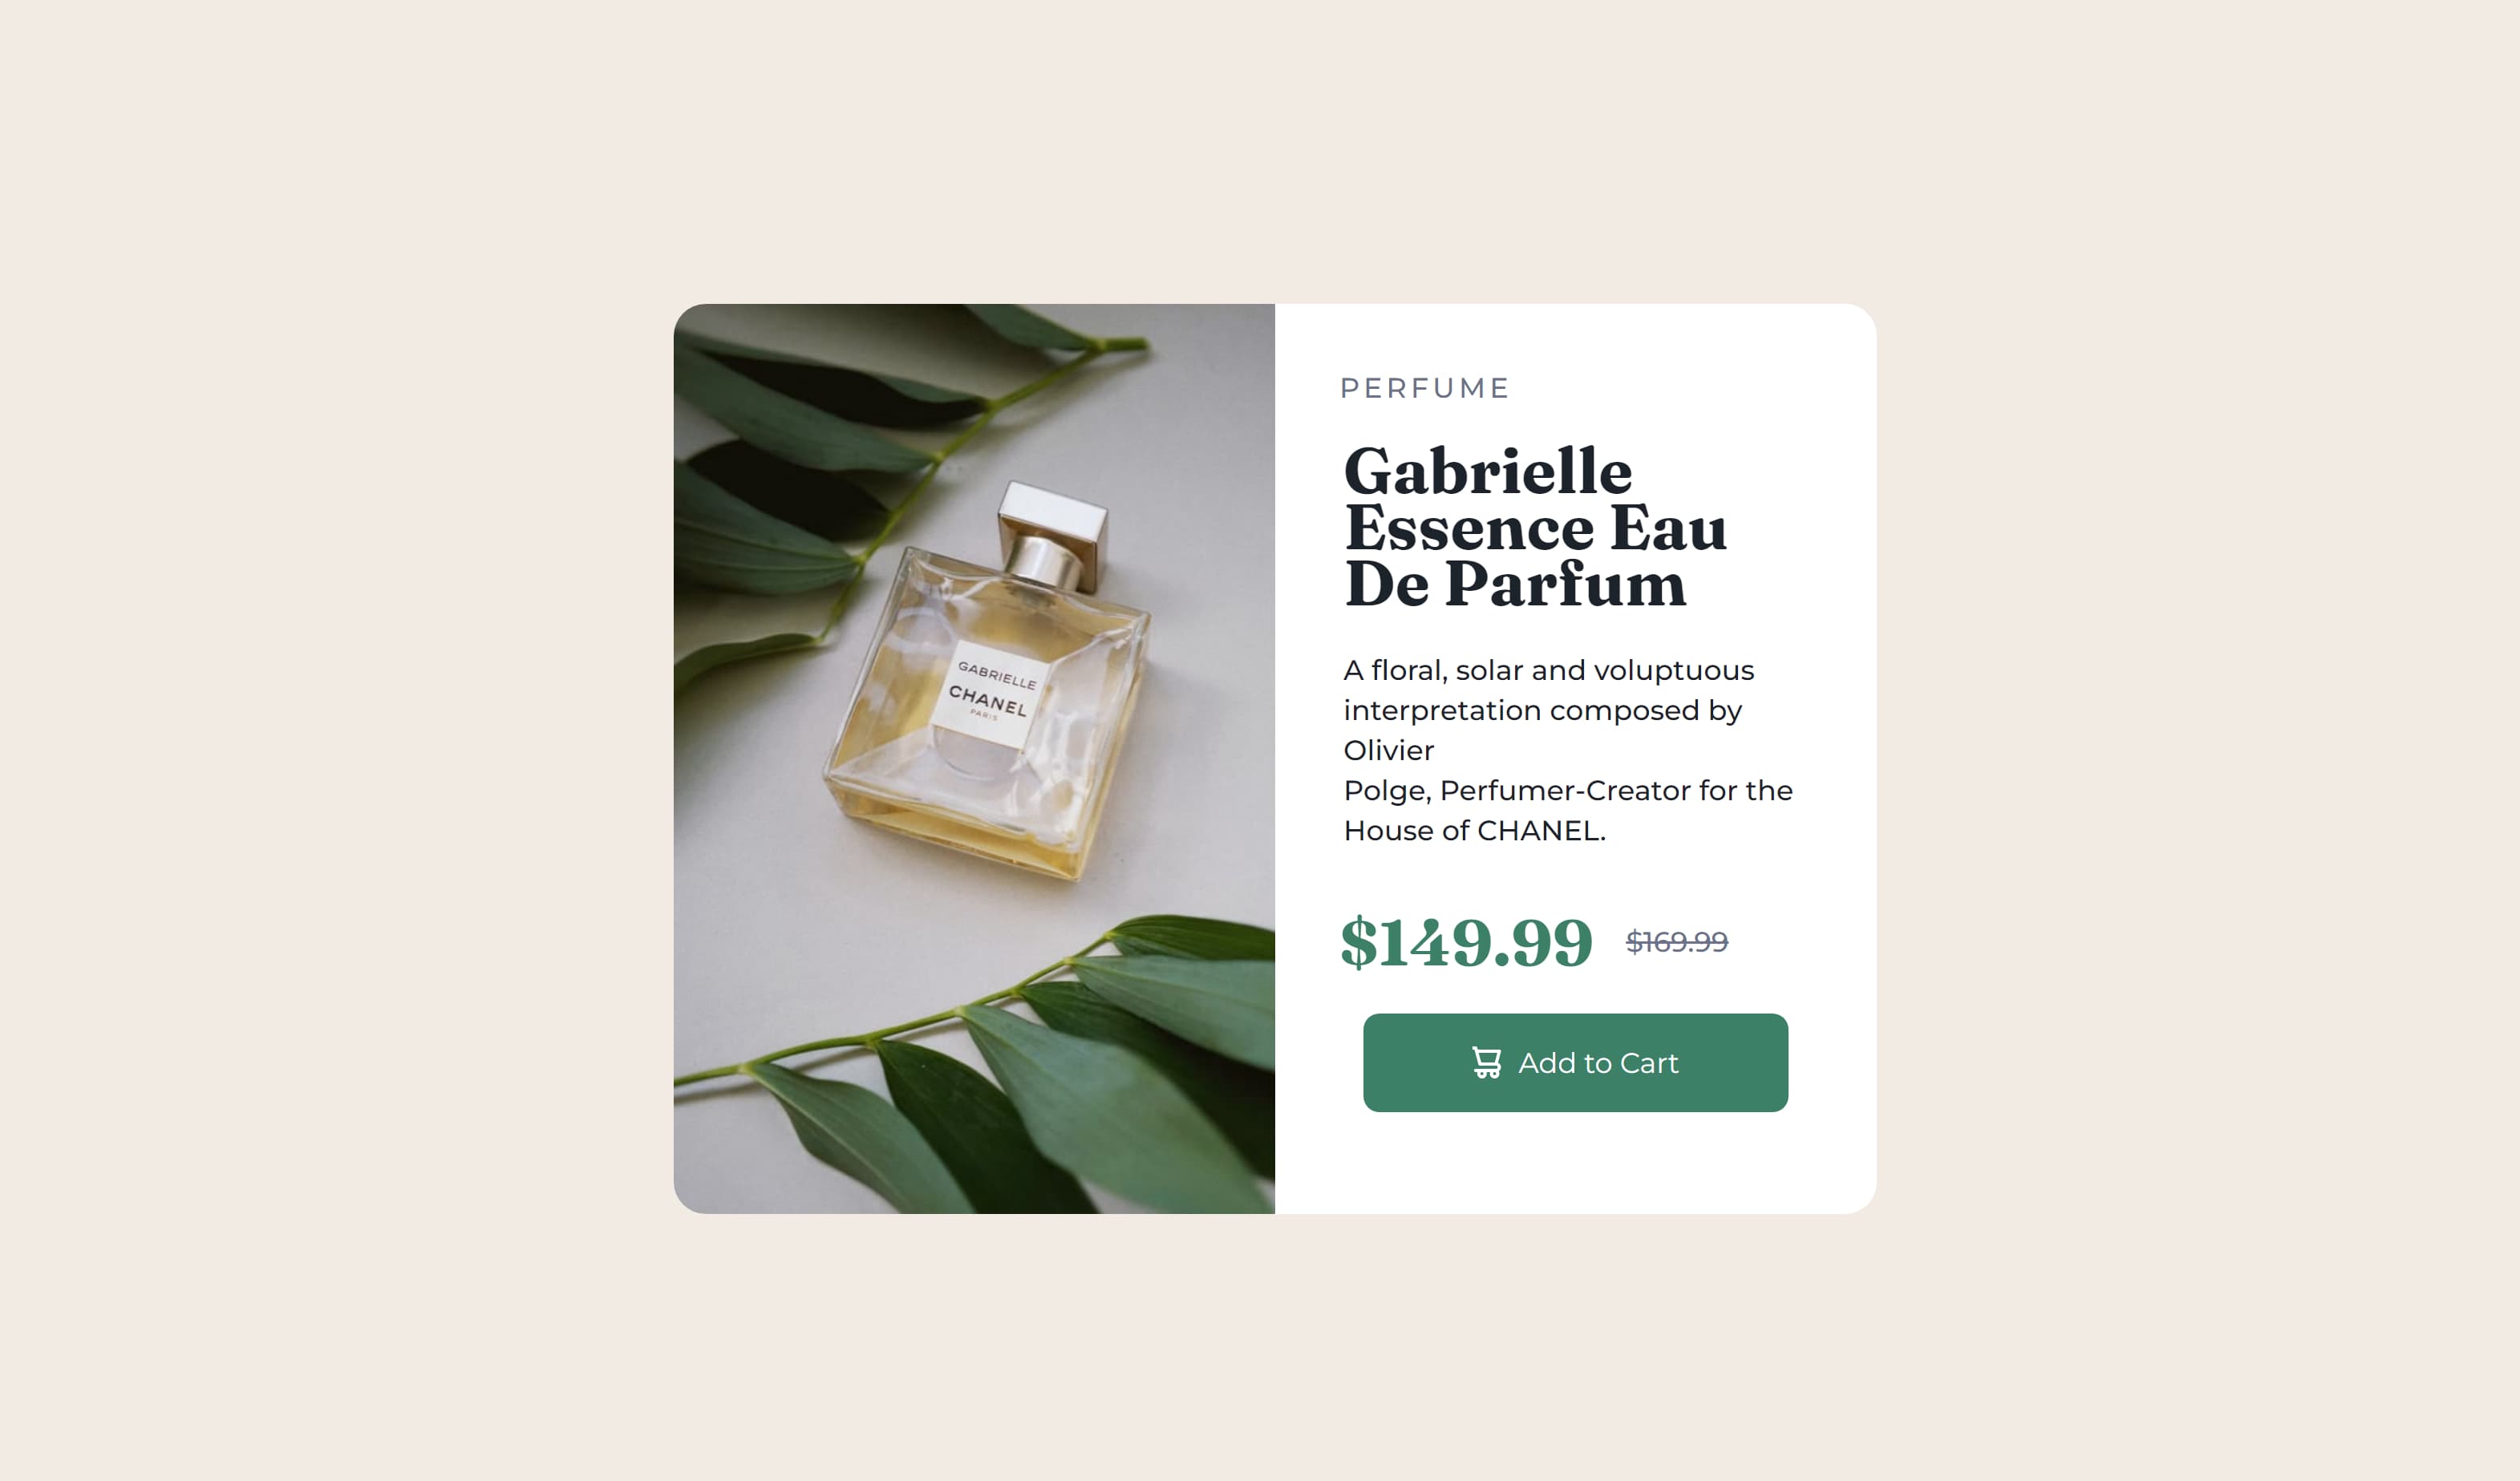 GABRIELLE
CHANEL
PARIS
PERFUME
Gabrielle
Essence Eau
De Parfum
A floral, solar and voluptuous
interpretation composed by
Olivier
Polge, Perfumer-Creator for the
House of CHANEL.
$149.99 $169.99
Add to Cart